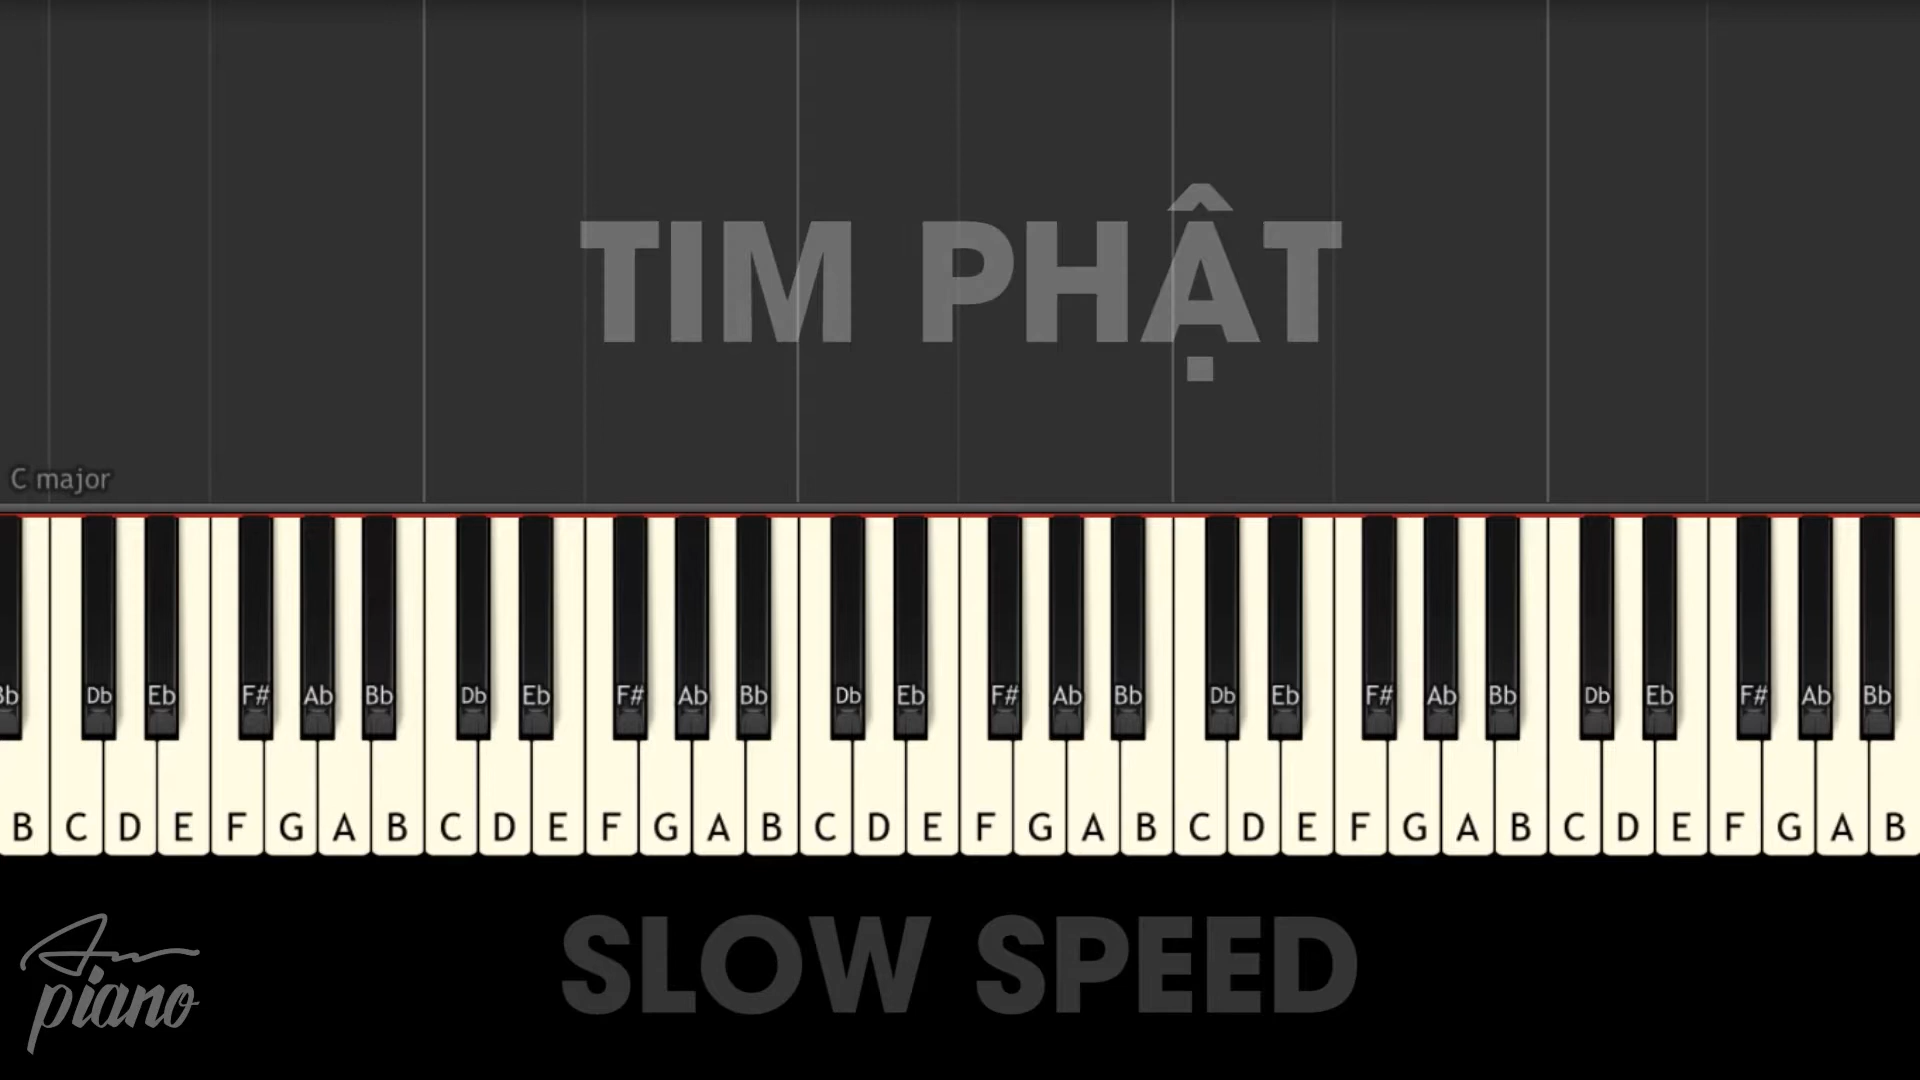 TIM PHẬT
C major
Bb Db Eb F# Ab Bb Db Eb F# Ab Bb Db Eb F# Ab Bb Db Eb F# Ab Bb Db Eb F# Ab Bb
B C D E F G A B C D E F G A B C D E F G A B C D E F G A B C D E F G A B
SLOW SPEED
An
piano